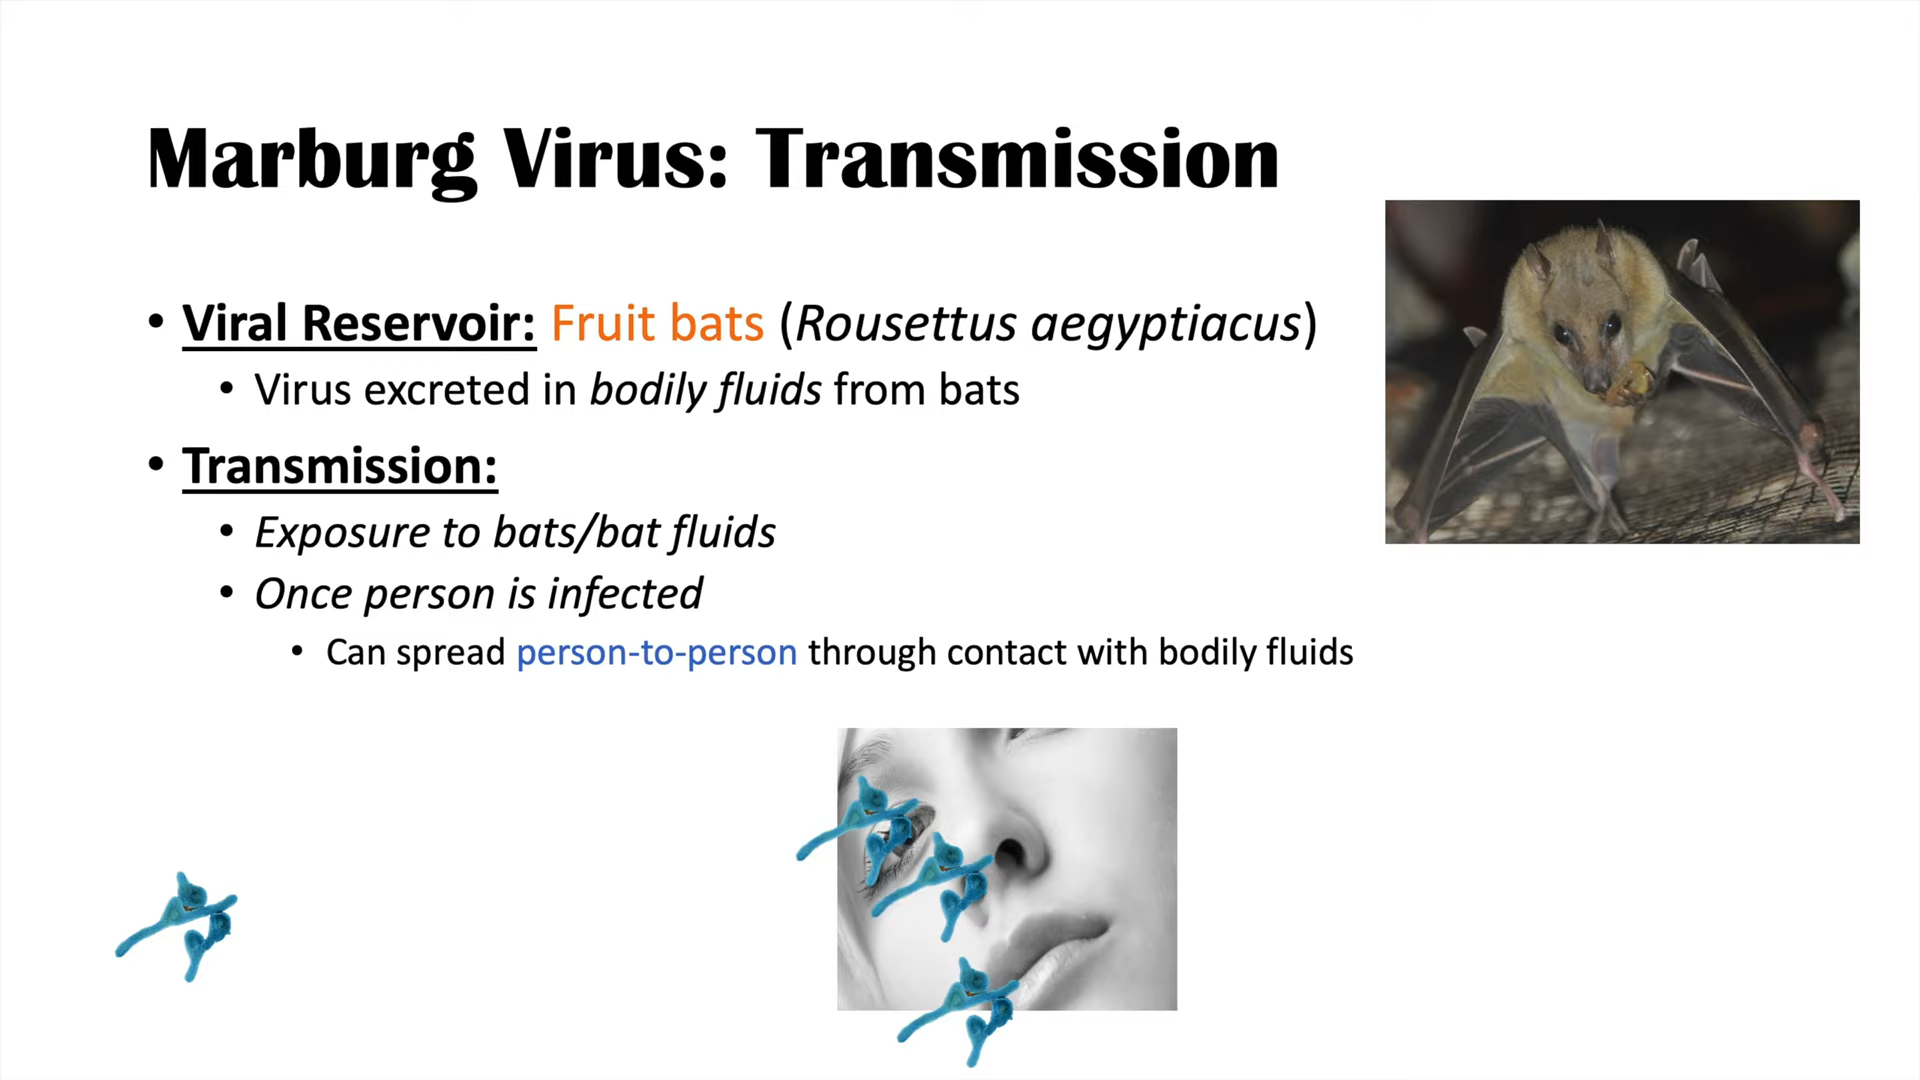 Marburg Virus: Transmission
• Viral Reservoir: Fruit bats (Rousettus aegyptiacus)
• Virus excreted in bodily fluids from bats
• Transmission:
• Exposure to bats/bat fluids
• Once person is infected
• Can spread person-to-person through contact with bodily fluids